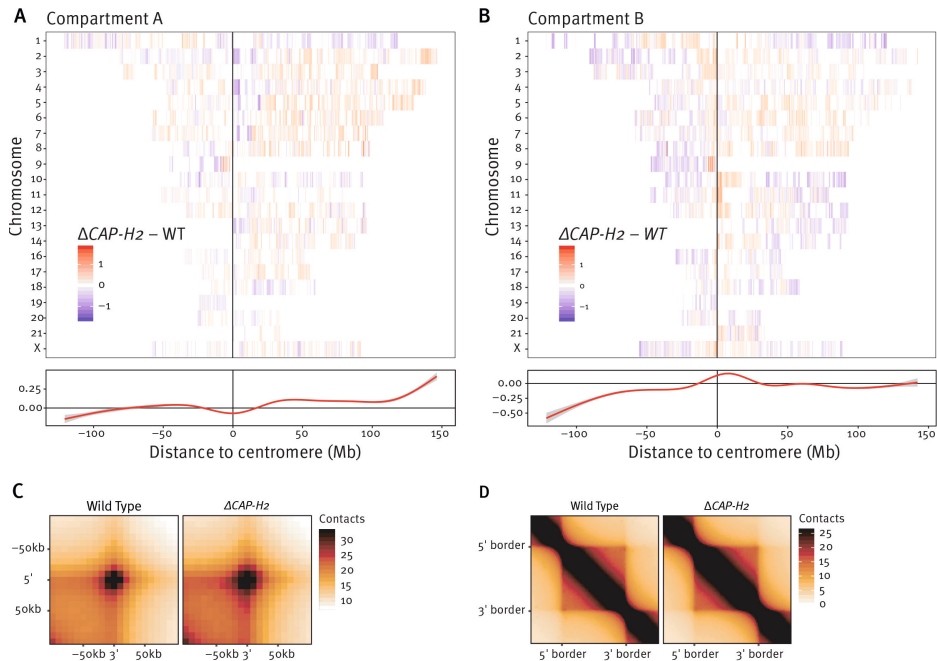 A Compartment A
Chromosome
1
2
3
4
5
6
7
8
9
10
11
12
13
14
16
17
18
19
20
21
X
ΔCAP-H2 – WT
1
0
−1
0.25
0.00
−100 −50 0 50 100 150
Distance to centromere (Mb)
B Compartment B
Chromosome
1
2
3
4
5
6
7
8
9
10
11
12
13
14
16
17
18
19
20
21
X
ΔCAP-H2 – WT
1
0
−1
0.00
−0.25
−0.50
−100 −50 0 50 100 150
Distance to centromere (Mb)
C
Wild Type ΔCAP-H2
−50kb
5'
50kb
−50kb 3' 50kb −50kb 3' 50kb
Contacts
30
25
20
15
10
D
Wild Type ΔCAP-H2
5' border
3' border
5' border 3' border 5' border 3' border
Contacts
25
20
15
10
5
0